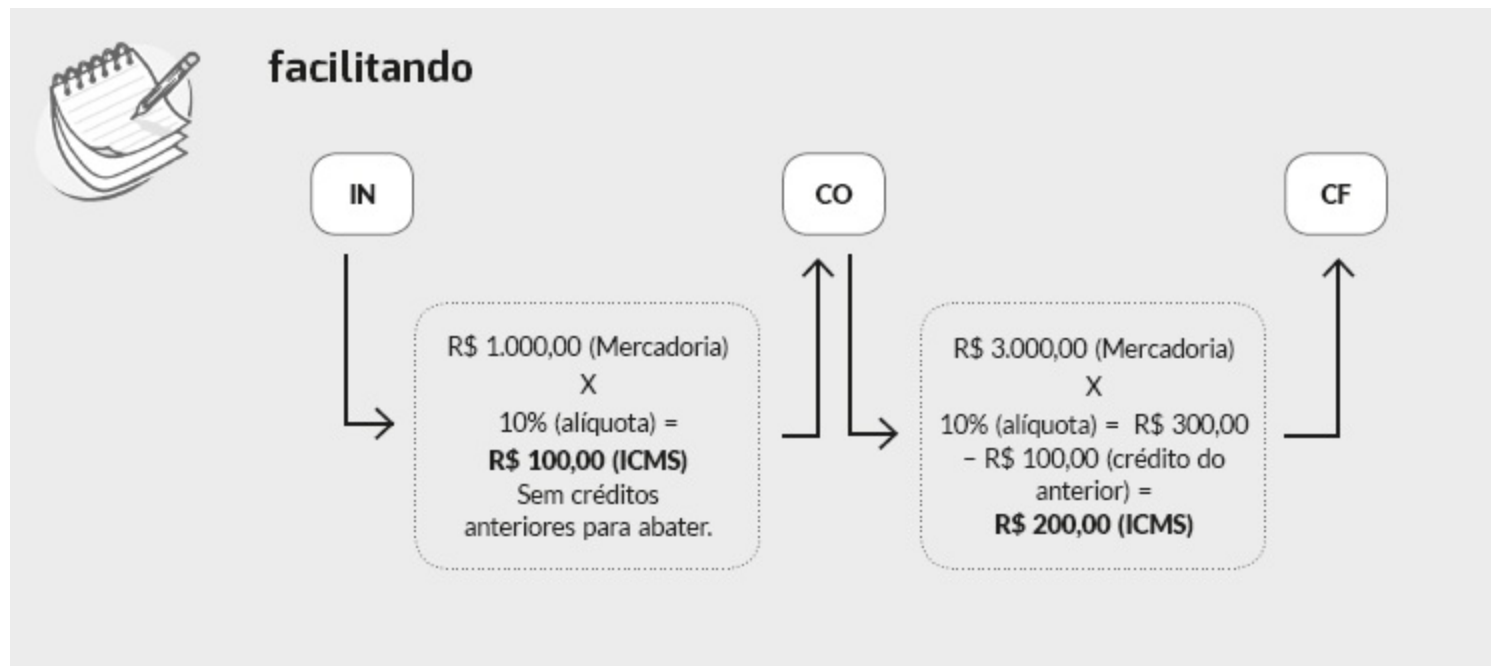 facilitando
IN
CO
CF
R$ 1.000,00 (Mercadoria)
X
10% (alíquota) =
R$ 100,00 (ICMS)
Sem créditos
anteriores para abater.
R$ 3.000,00 (Mercadoria)
X
10% (alíquota) = R$ 300,00
– R$ 100,00 (crédito do
anterior) =
R$ 200,00 (ICMS)